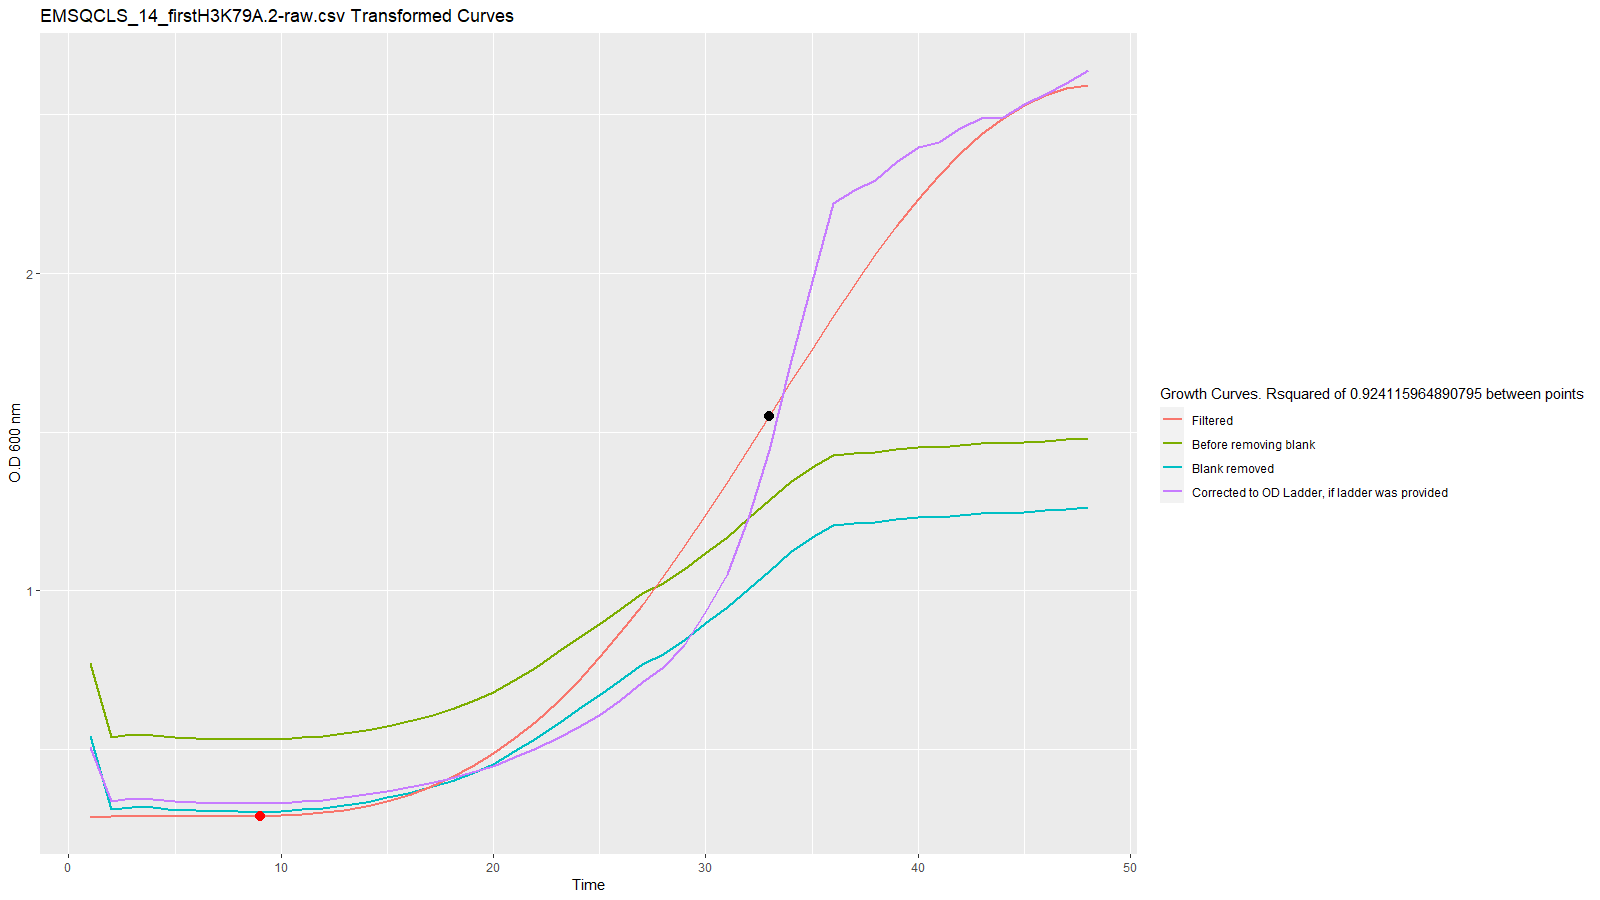 EMSQCLS_14_firstH3K79A.2-raw.csv Transformed Curves
O.D 600 nm
2
1
0
10
20
30
40
50
Time
Growth Curves. Rsquared of 0.924115964890795 between points
Filtered
Before removing blank
Blank removed
Corrected to OD Ladder, if ladder was provided